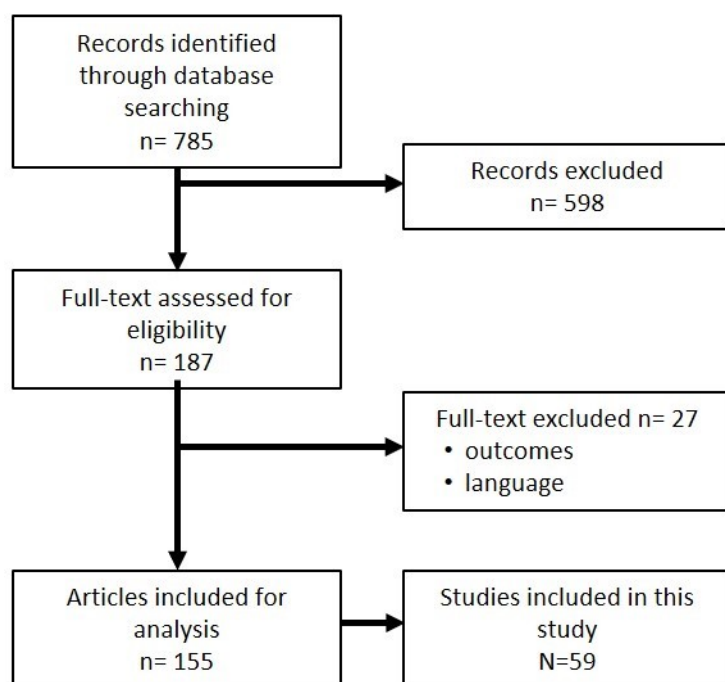 Records identified
through database
searching
n= 785
Records excluded
n= 598
Full-text assessed for
eligibility
n= 187
Full-text excluded n= 27
• outcomes
• language
Articles included for
analysis
n= 155
Studies included in this
study
N=59